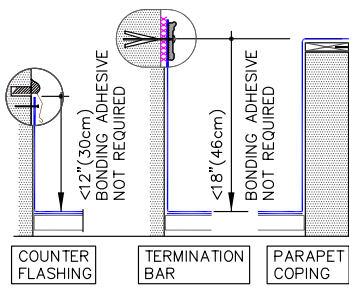 <12"(30cm)
BONDING ADHESIVE
NOT REQUIRED
<18"(46cm)
BONDING ADHESIVE
NOT REQUIRED
COUNTER
FLASHING
TERMINATION
BAR
PARAPET
COPING